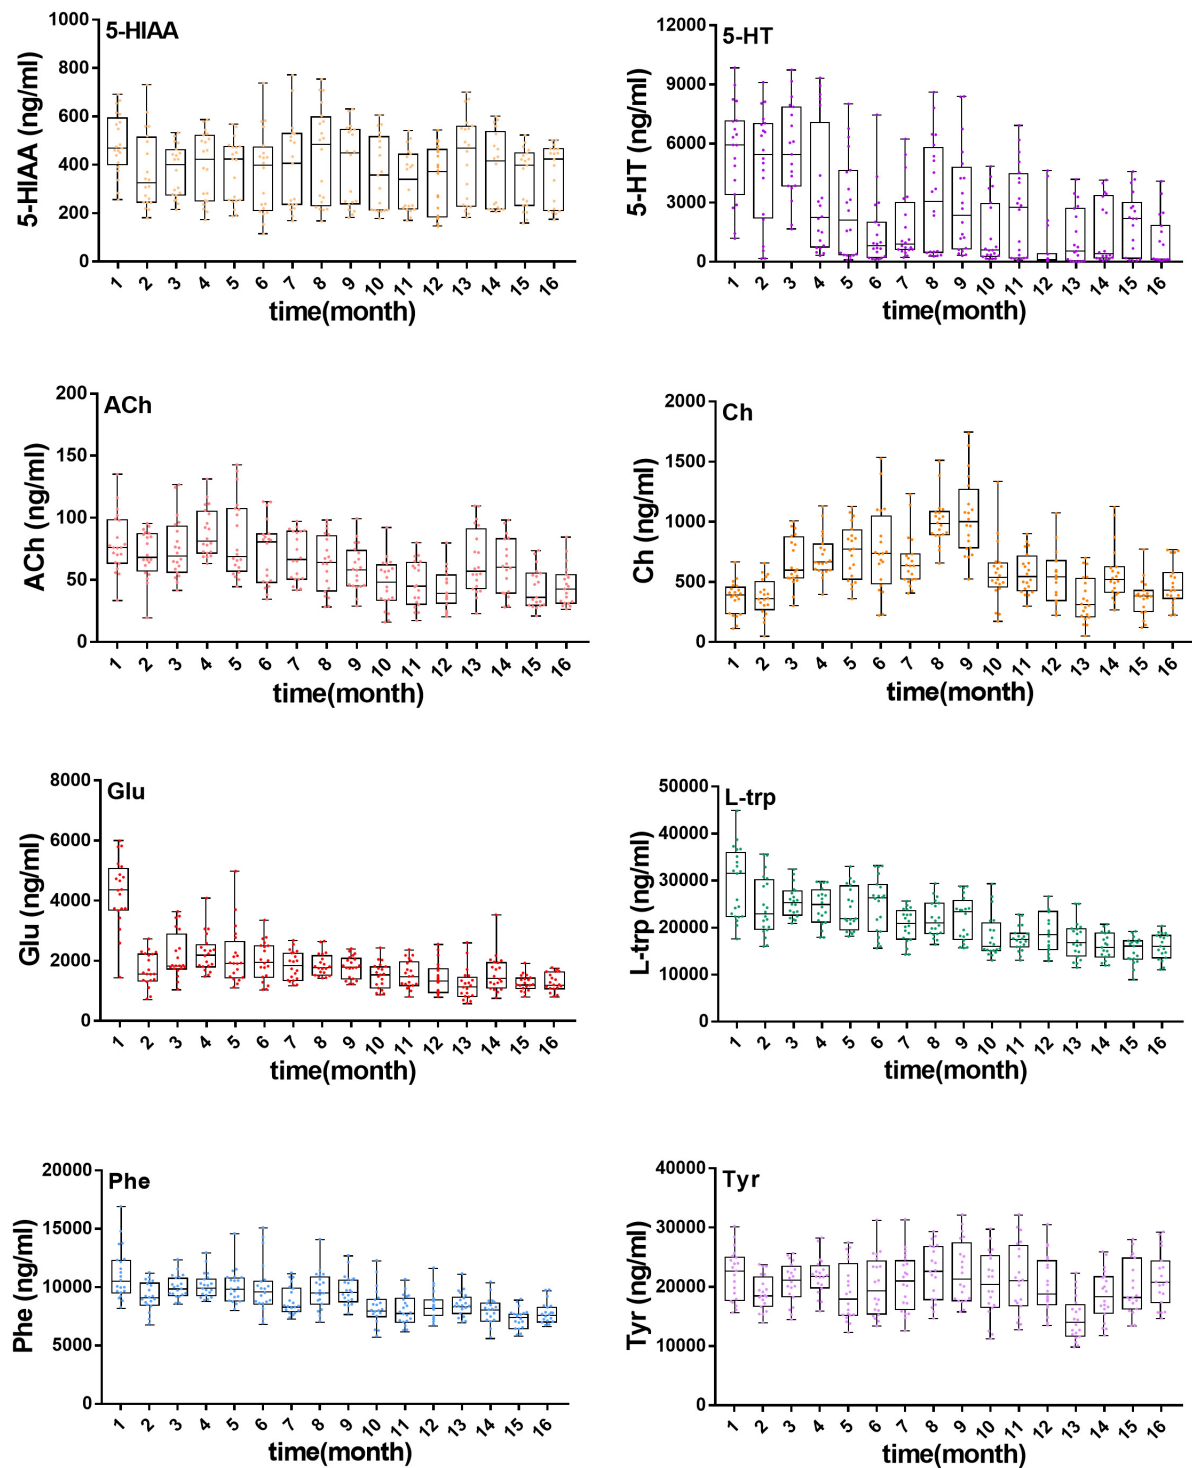 5-HIAA
5-HIAA (ng/ml)
1000
800
600
400
200
0
1 2 3 4 5 6 7 8 9 10 11 12 13 14 15 16
time(month)
5-HT
5-HT (ng/ml)
12000
9000
6000
3000
0
1 2 3 4 5 6 7 8 9 10 11 12 13 14 15 16
time(month)
ACh
ACh (ng/ml)
200
150
100
50
0
1 2 3 4 5 6 7 8 9 10 11 12 13 14 15 16
time(month)
Ch
Ch (ng/ml)
2000
1500
1000
500
0
1 2 3 4 5 6 7 8 9 10 11 12 13 14 15 16
time(month)
Glu
Glu (ng/ml)
8000
6000
4000
2000
0
1 2 3 4 5 6 7 8 9 10 11 12 13 14 15 16
time(month)
L-trp
L-trp (ng/ml)
50000
40000
30000
20000
10000
0
1 2 3 4 5 6 7 8 9 10 11 12 13 14 15 16
time(month)
Phe
Phe (ng/ml)
20000
15000
10000
5000
0
1 2 3 4 5 6 7 8 9 10 11 12 13 14 15 16
time(month)
Tyr
Tyr (ng/ml)
40000
30000
20000
10000
0
1 2 3 4 5 6 7 8 9 10 11 12 13 14 15 16
time(month)